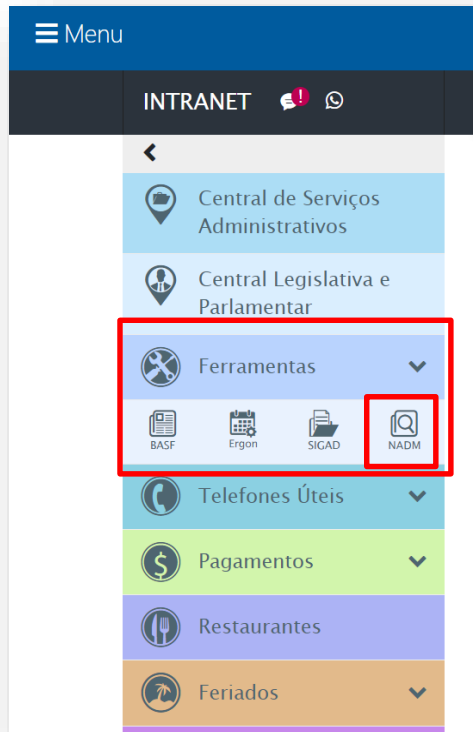 Menu
INTRANET
Central de Serviços
Administrativos
Central Legislativa e
Parlamentar
Ferramentas
BASF Ergon SIGAD NADM
Telefones Úteis
Pagamentos
Restaurantes
Feriados